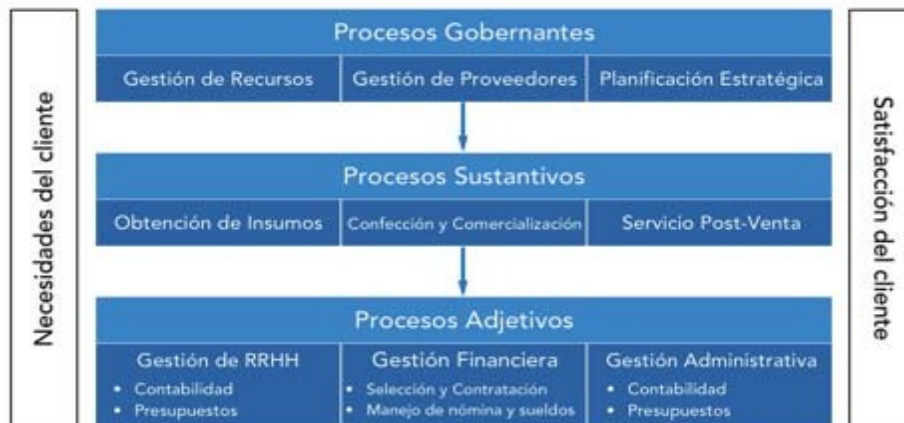 Necesidades del cliente
Procesos Gobernantes
Gestión de Recursos
Gestión de Proveedores
Planificación Estratégica
Procesos Sustantivos
Obtención de Insumos
Confección y Comercialización
Servicio Post-Venta
Procesos Adjetivos
Gestión de RRHH
• Contabilidad
• Presupuestos
Gestión Financiera
• Selección y Contratación
• Manejo de nómina y sueldos
Gestión Administrativa
• Contabilidad
• Presupuestos
Satisfacción del cliente